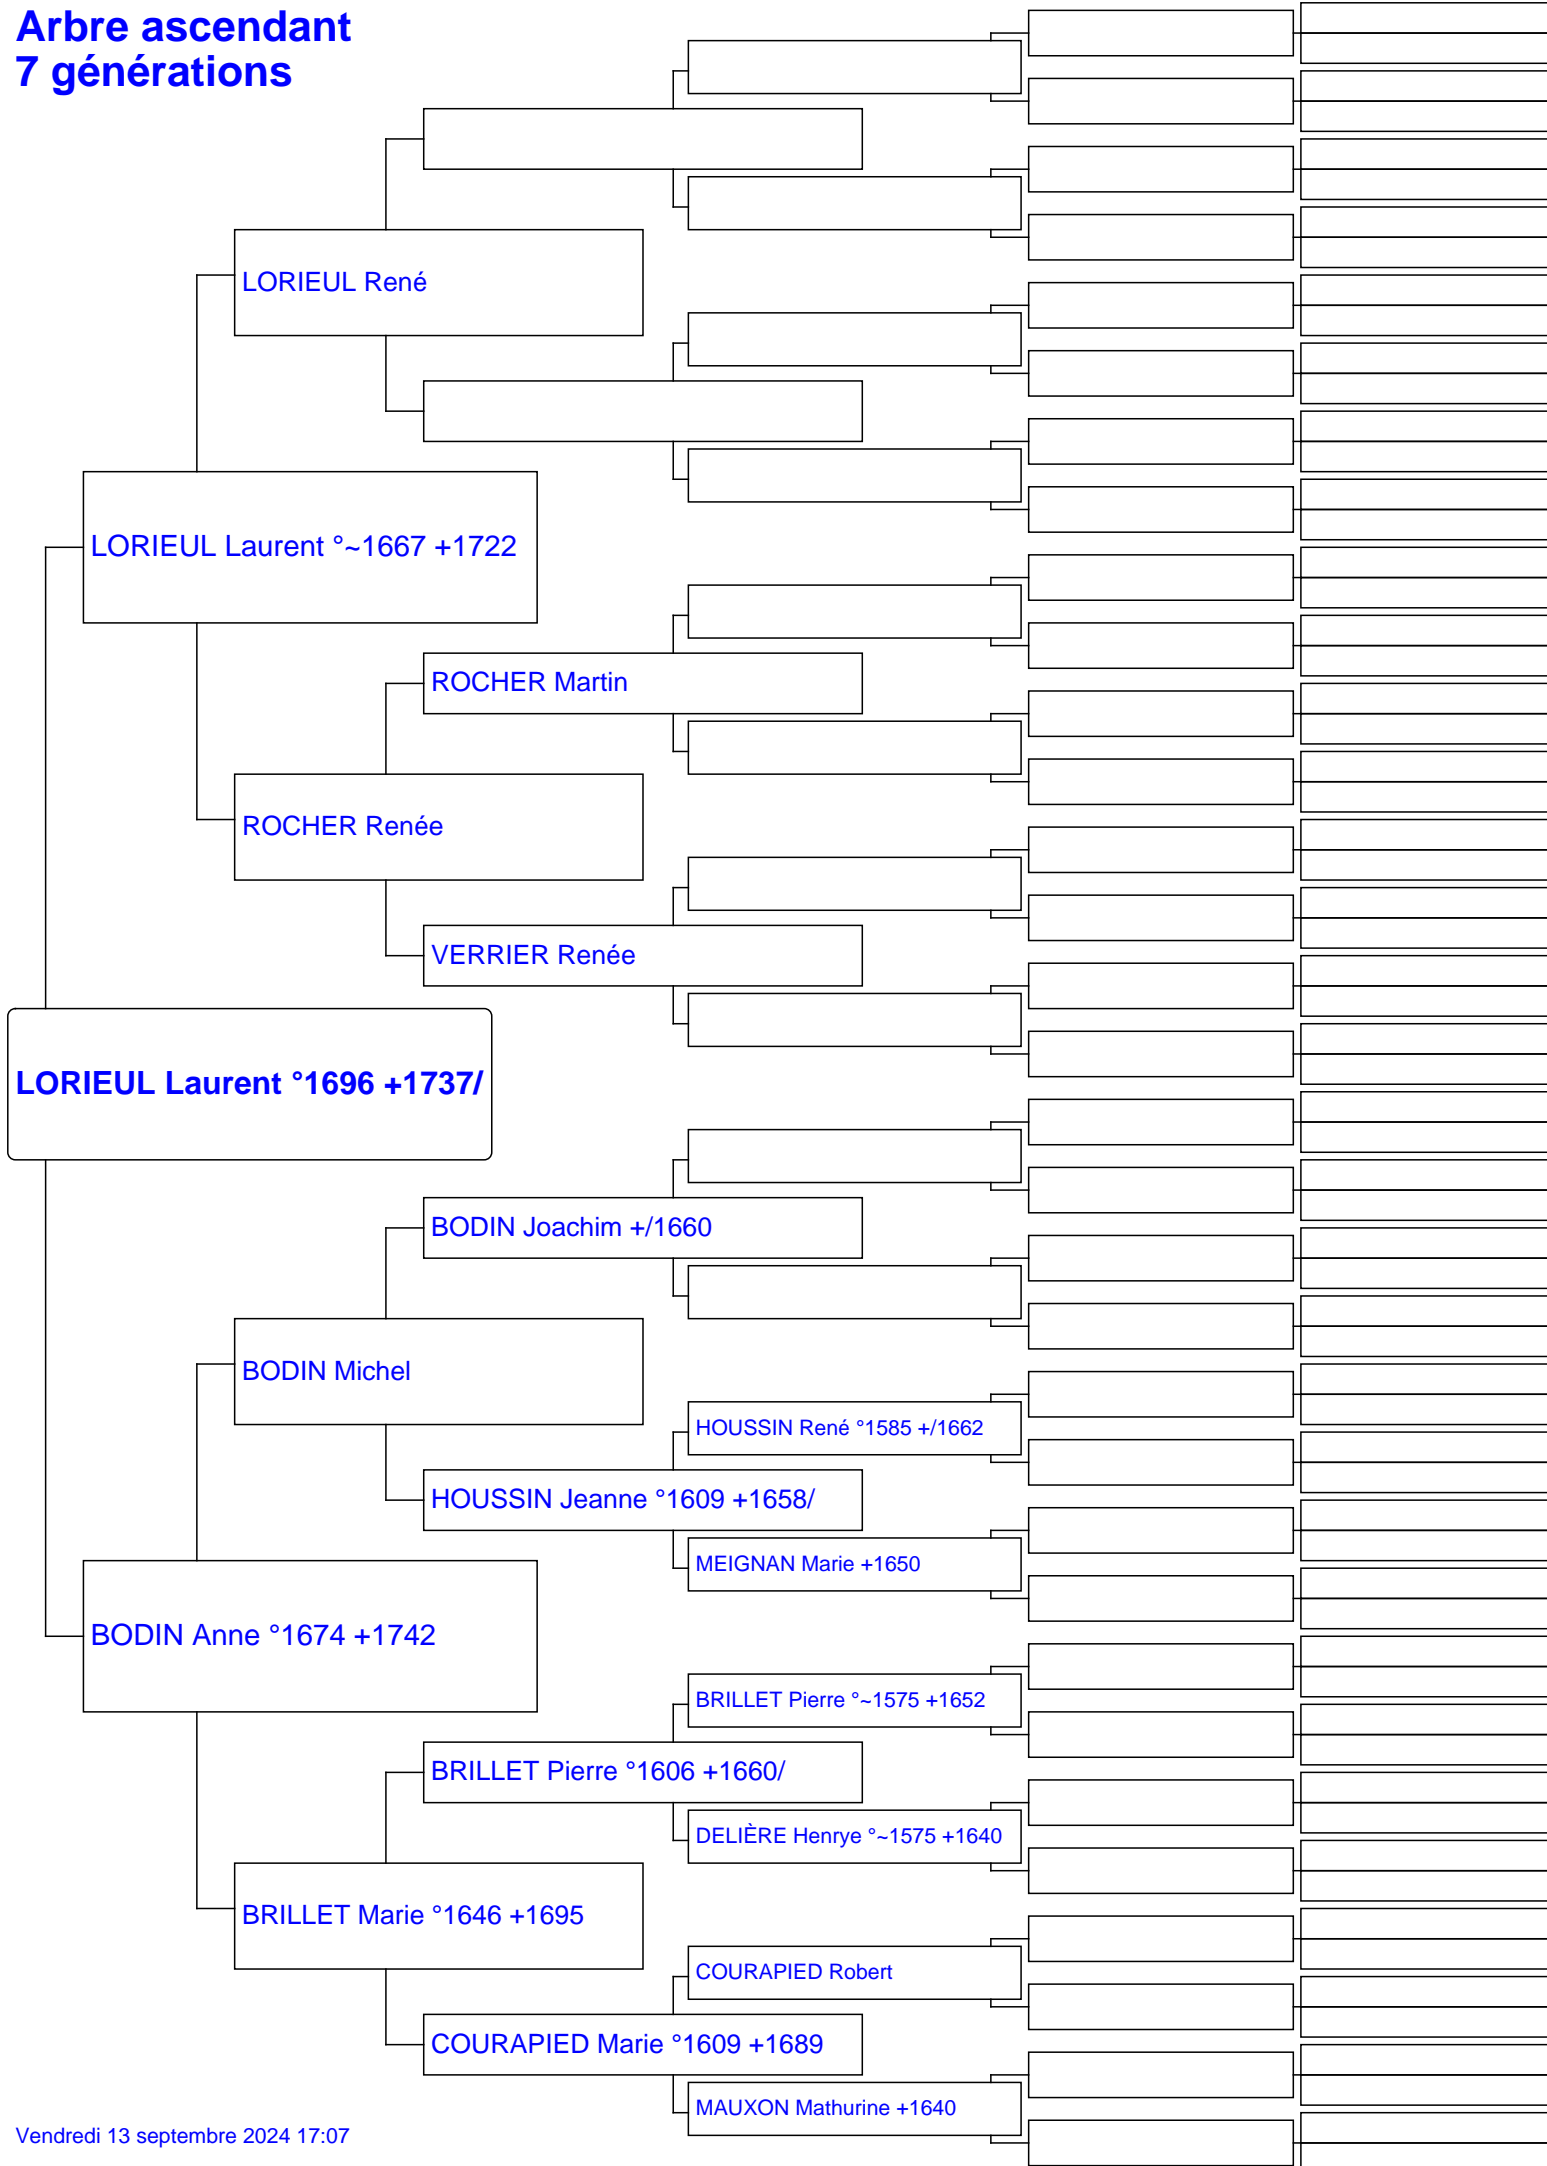 Arbre ascendant
7 générations
LORIEUL René
LORIEUL Laurent °~1667 +1722
ROCHER Martin
ROCHER Renée
VERRIER Renée
LORIEUL Laurent °1696 +1737/
BODIN Joachim +/1660
BODIN Michel
HOUSSIN René °1585 +/1662
HOUSSIN Jeanne °1609 +1658/
MEIGNAN Marie +1650
BODIN Anne °1674 +1742
BRILLET Pierre °~1575 +1652
BRILLET Pierre °1606 +1660/
DELIÈRE Henrye °~1575 +1640
BRILLET Marie °1646 +1695
COURAPIED Robert
COURAPIED Marie °1609 +1689
MAUXON Mathurine +1640
Vendredi 13 septembre 2024 17:07